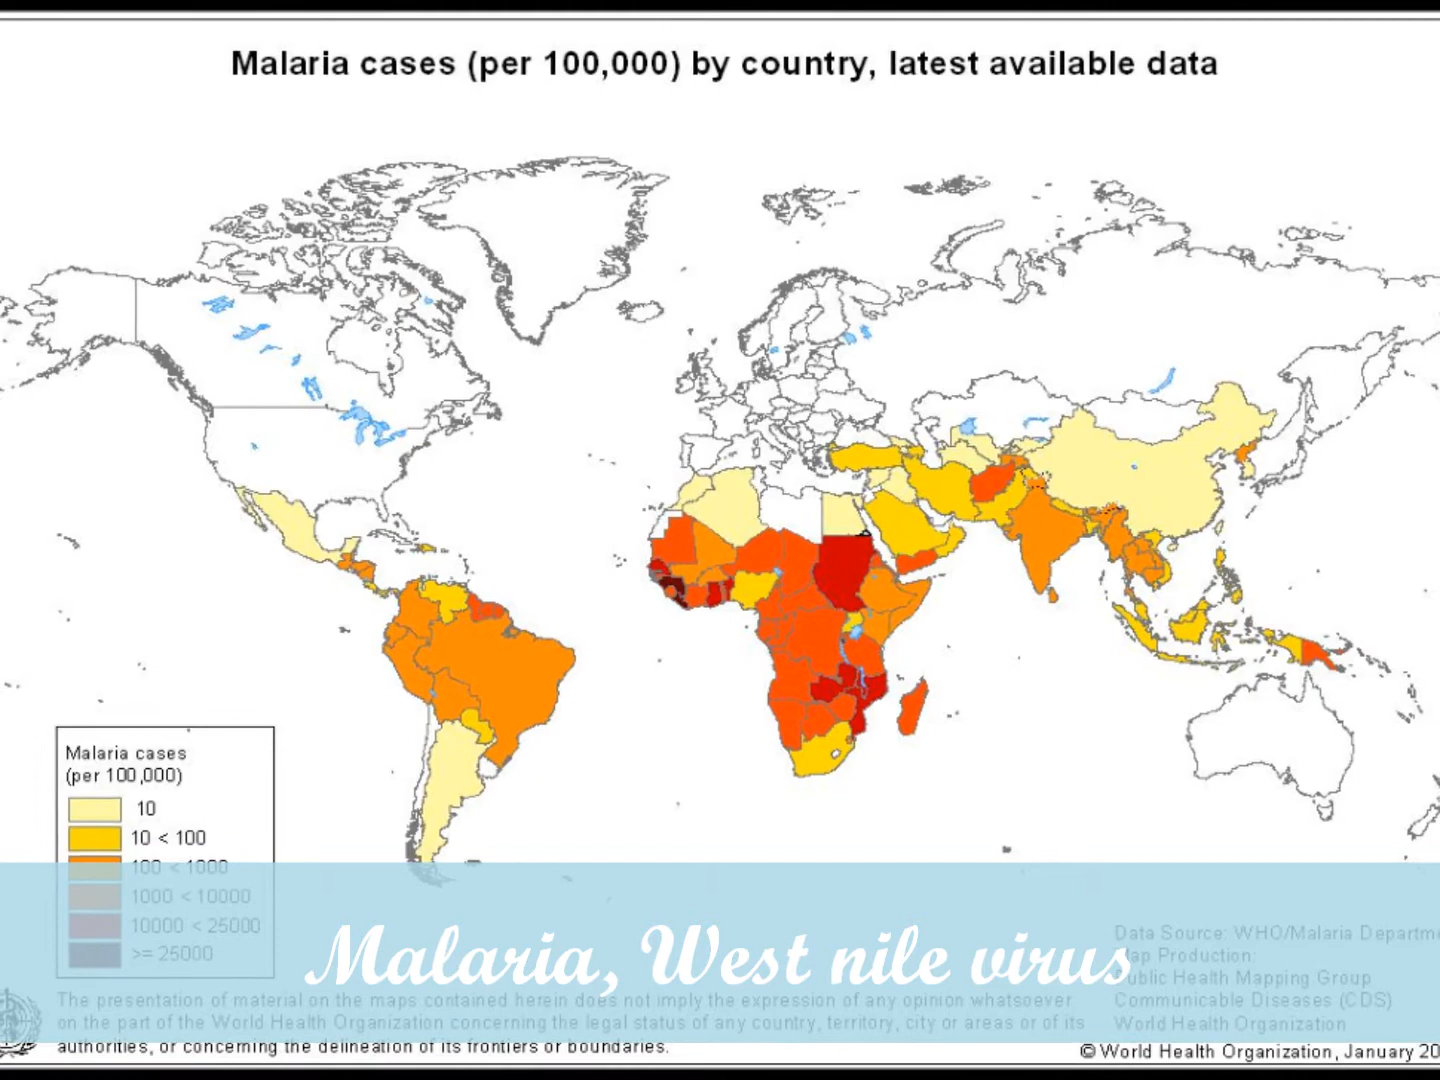 Malaria cases (per 100,000) by country, latest available data
Malaria cases
(per 100,000)
10
10 < 100
100 < 1000
1000 < 10000
10000 < 25000
>= 25000
Malaria, West nile virus
Data Source: WHO/Malaria
Map Production:
Public Health Mapping Group
Communicable Diseases (CDS)
World Health Organization
The presentation of material on the maps contained herein does not imply the expression of any opinion whatsoever
on the part of the World Health Organization concerning the legal status of any country, territory, city or areas or of its
authorities, or concerning the delineation of its frontiers or boundaries.
© World Health Organization, January